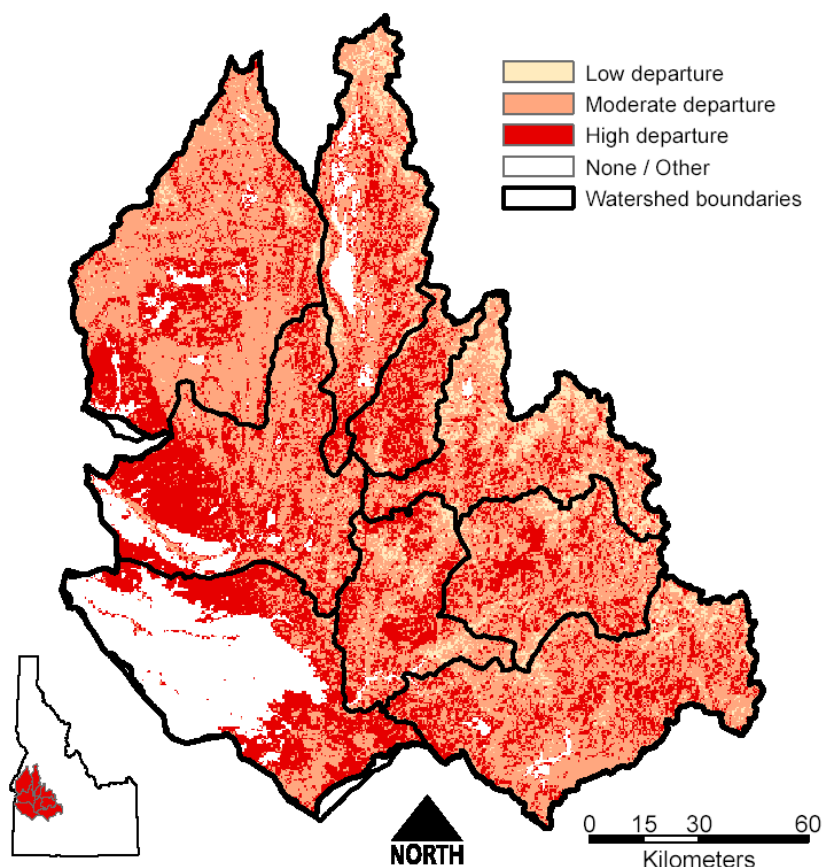 Low departure
Moderate departure
High departure
None / Other
Watershed boundaries
NORTH
0 15 30 60
Kilometers